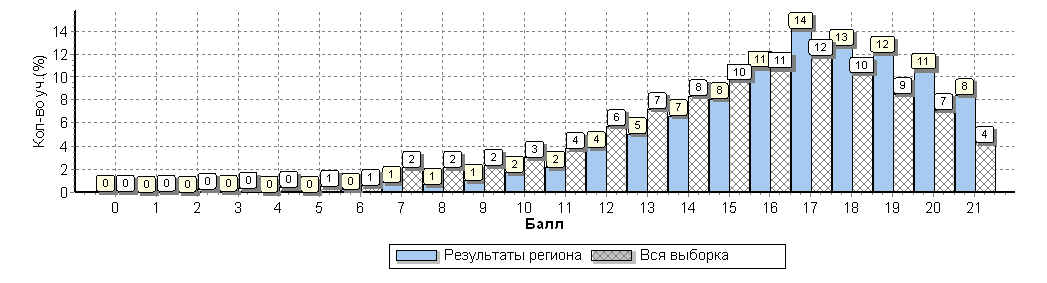 Кол-во уч.(%)
14
12
10
8
6
4
2
0
0 0 0 0 0 0 0 0 0 0 0 1 0 1 1 2 1 2 1 2 2 3 2 4 4 6 5 7 7 8 8 10 11 11 14 12 13 10 12 9 11 7 8 4
0 1 2 3 4 5 6 7 8 9 10 11 12 13 14 15 16 17 18 19 20 21
Балл
Результаты региона Вся выборка